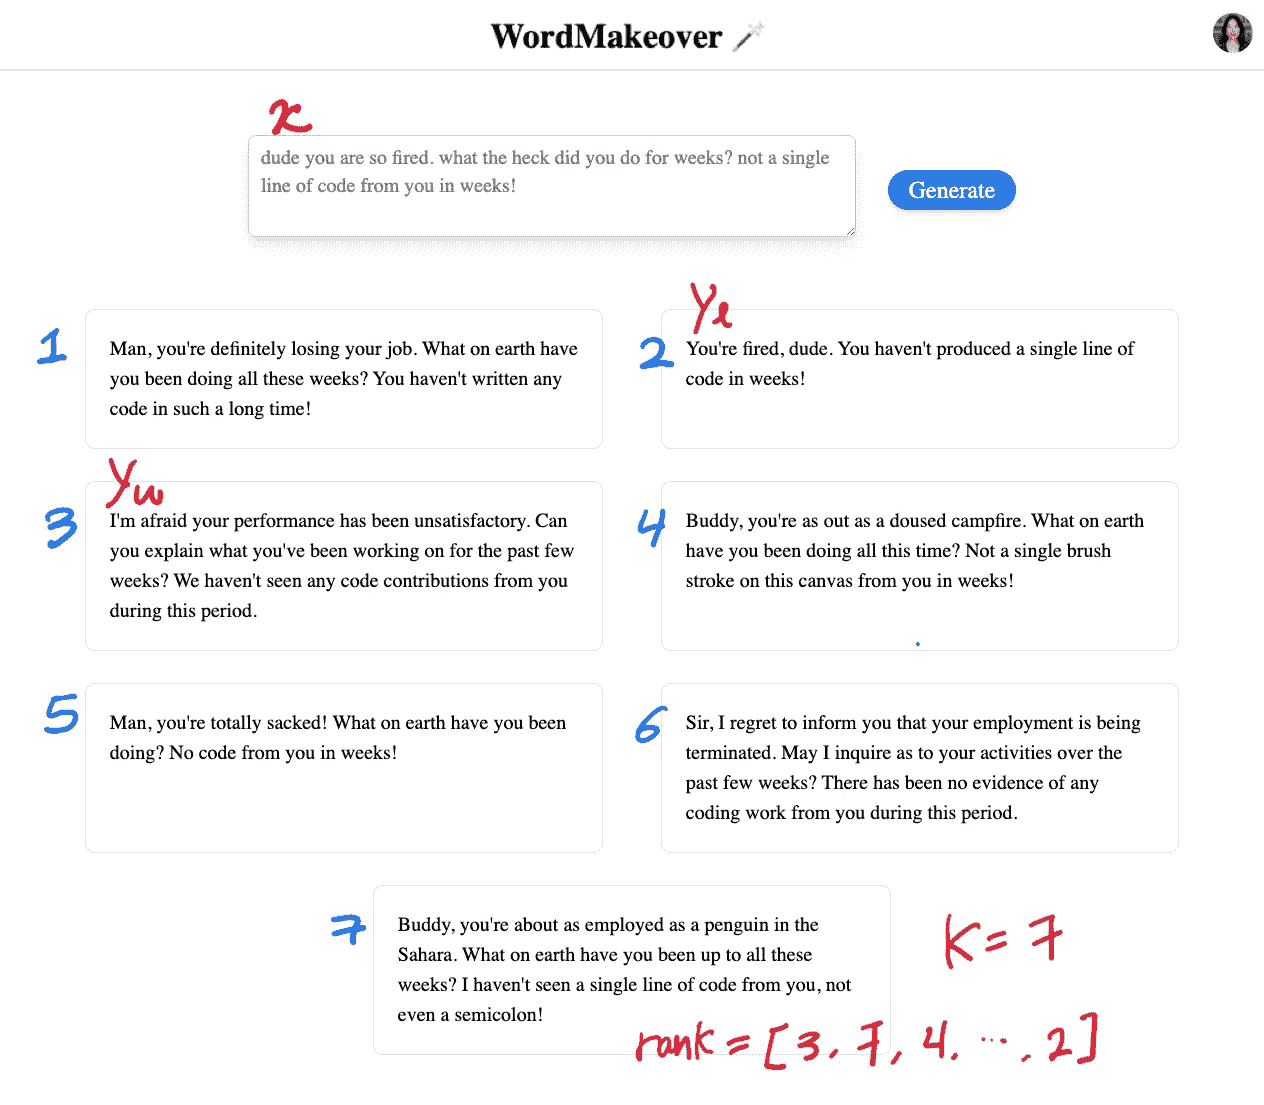 WordMakeover
x
dude you are so fired. what the heck did you do for weeks? not a single
line of code from you in weeks!
Generate
1
Man, you're definitely losing your job. What on earth have
you been doing all these weeks? You haven't written any
code in such a long time!
yl
2
You're fired, dude. You haven't produced a single line of
code in weeks!
yw
3
I'm afraid your performance has been unsatisfactory. Can
you explain what you've been working on for the past few
weeks? We haven't seen any code contributions from you
during this period.
4
Buddy, you're as out as a doused campfire. What on earth
have you been doing all this time? Not a single brush
stroke on this canvas from you in weeks!
5
Man, you're totally sacked! What on earth have you been
doing? No code from you in weeks!
6
Sir, I regret to inform you that your employment is being
terminated. May I inquire as to your activities over the
past few weeks? There has been no evidence of any
coding work from you during this period.
7
Buddy, you're about as employed as a penguin in the
Sahara. What on earth have you been up to all these
weeks? I haven't seen a single line of code from you, not
even a semicolon!
K = 7
rank = [3, 7, 4, ..., 2]